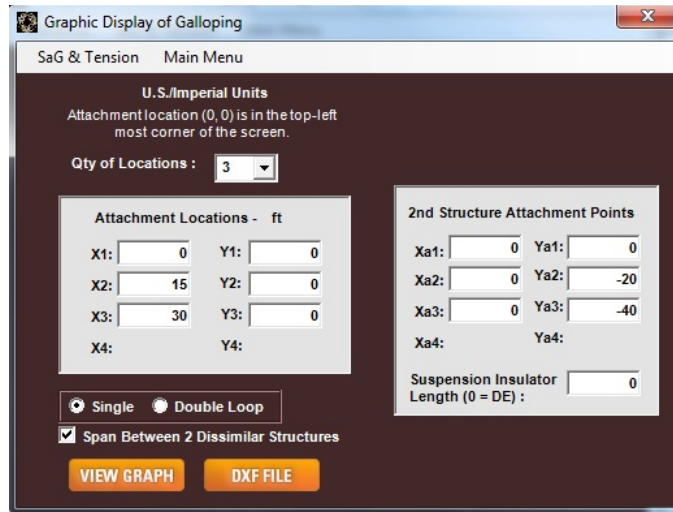 Graphic Display of Galloping
x
SaG & Tension Main Menu
U.S./Imperial Units
Attachment location (0, 0) is in the top-left
most corner of the screen.
Qty of Locations : 3
Attachment Locations - ft
X1: 0 Y1: 0
X2: 15 Y2: 0
X3: 30 Y3: 0
X4: Y4:
Single Double Loop
Span Between 2 Dissimilar Structures
VIEW GRAPH DXF FILE
2nd Structure Attachment Points
Xa1: 0 Ya1: 0
Xa2: 0 Ya2: -20
Xa3: 0 Ya3: -40
Xa4: Ya4:
Suspension Insulator
Length (0 = DE) : 0